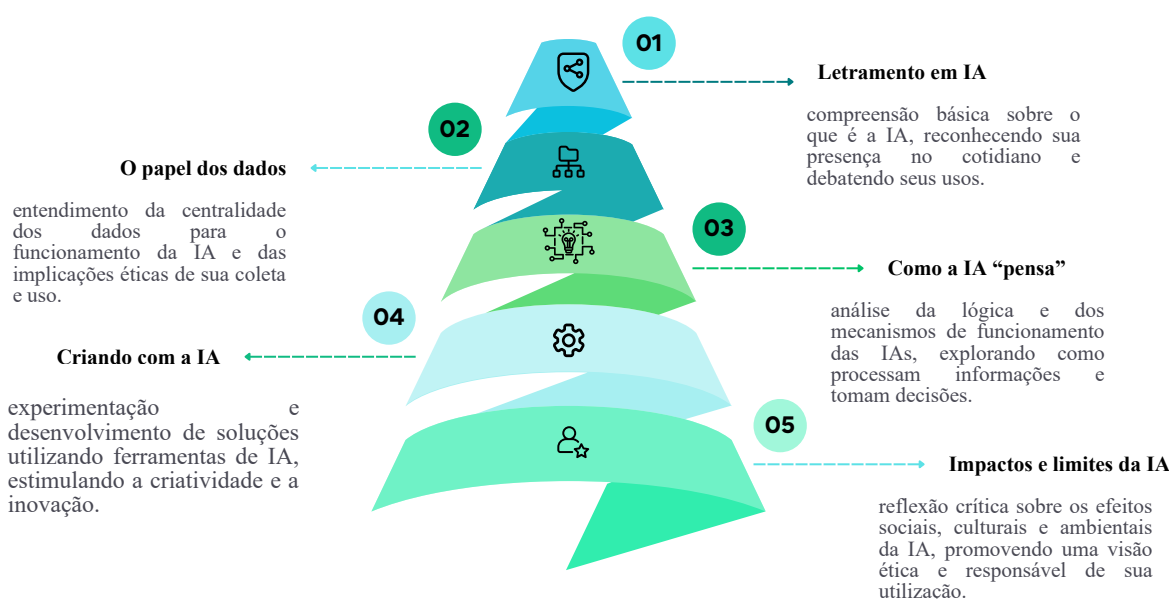 01
Letramento em IA
compreensão básica sobre o
que é a IA, reconhecendo sua
presença no cotidiano e
debatendo seus usos.
02
O papel dos dados
entendimento da centralidade
dos dados para o
funcionamento da IA e das
implicações éticas de sua coleta
e uso.
03
Como a IA “pensa”
análise da lógica e dos
mecanismos de funcionamento
das IAs, explorando como
processam informações e
tomam decisões.
04
Criando com a IA
experimentação e
desenvolvimento de soluções
utilizando ferramentas de IA,
estimulando a criatividade e a
inovação.
05
Impactos e limites da IA
reflexão crítica sobre os efeitos
sociais, culturais e ambientais
da IA, promovendo uma visão
ética e responsável de sua
utilização.